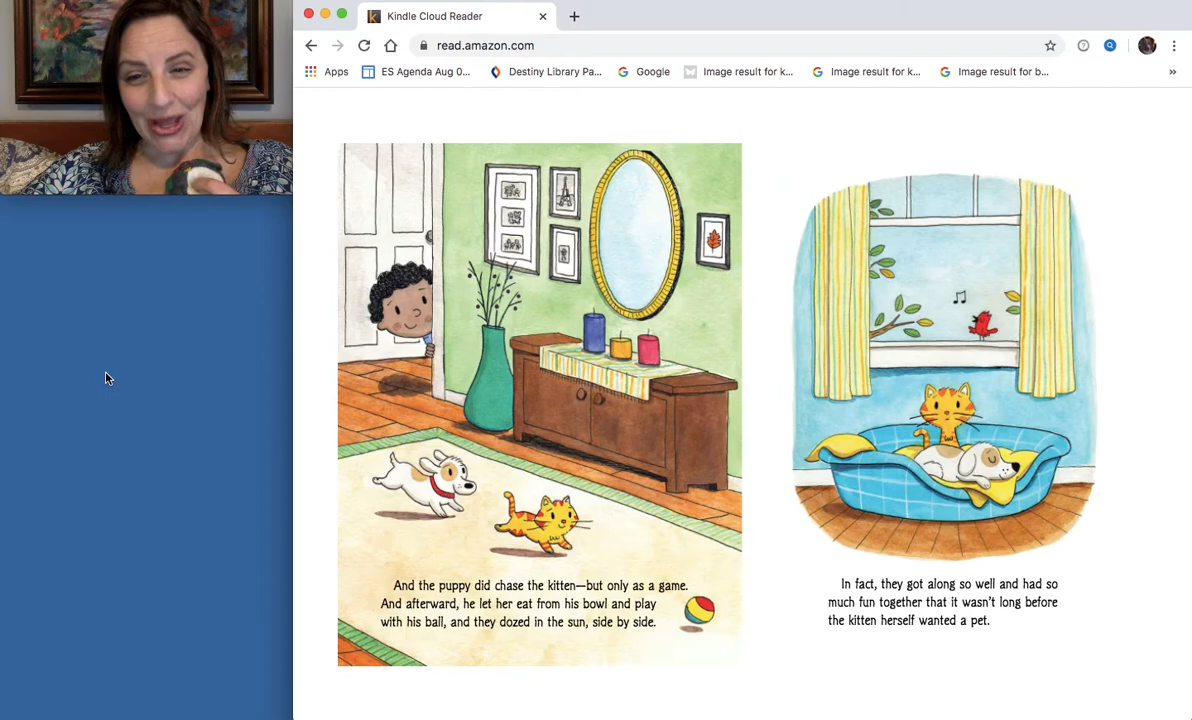 Kindle Cloud Reader
read.amazon.com
Apps
ES Agenda Aug 0...
Destiny Library Pa...
Google
Image result for k...
Image result for k...
Image result for b...
And the puppy did chase the kitten—but only as a game.
And afterward, he let her eat from his bowl and play
with his ball, and they dozed in the sun, side by side.
In fact, they got along so well and had so
much fun together that it wasn't long before
the kitten herself wanted a pet.